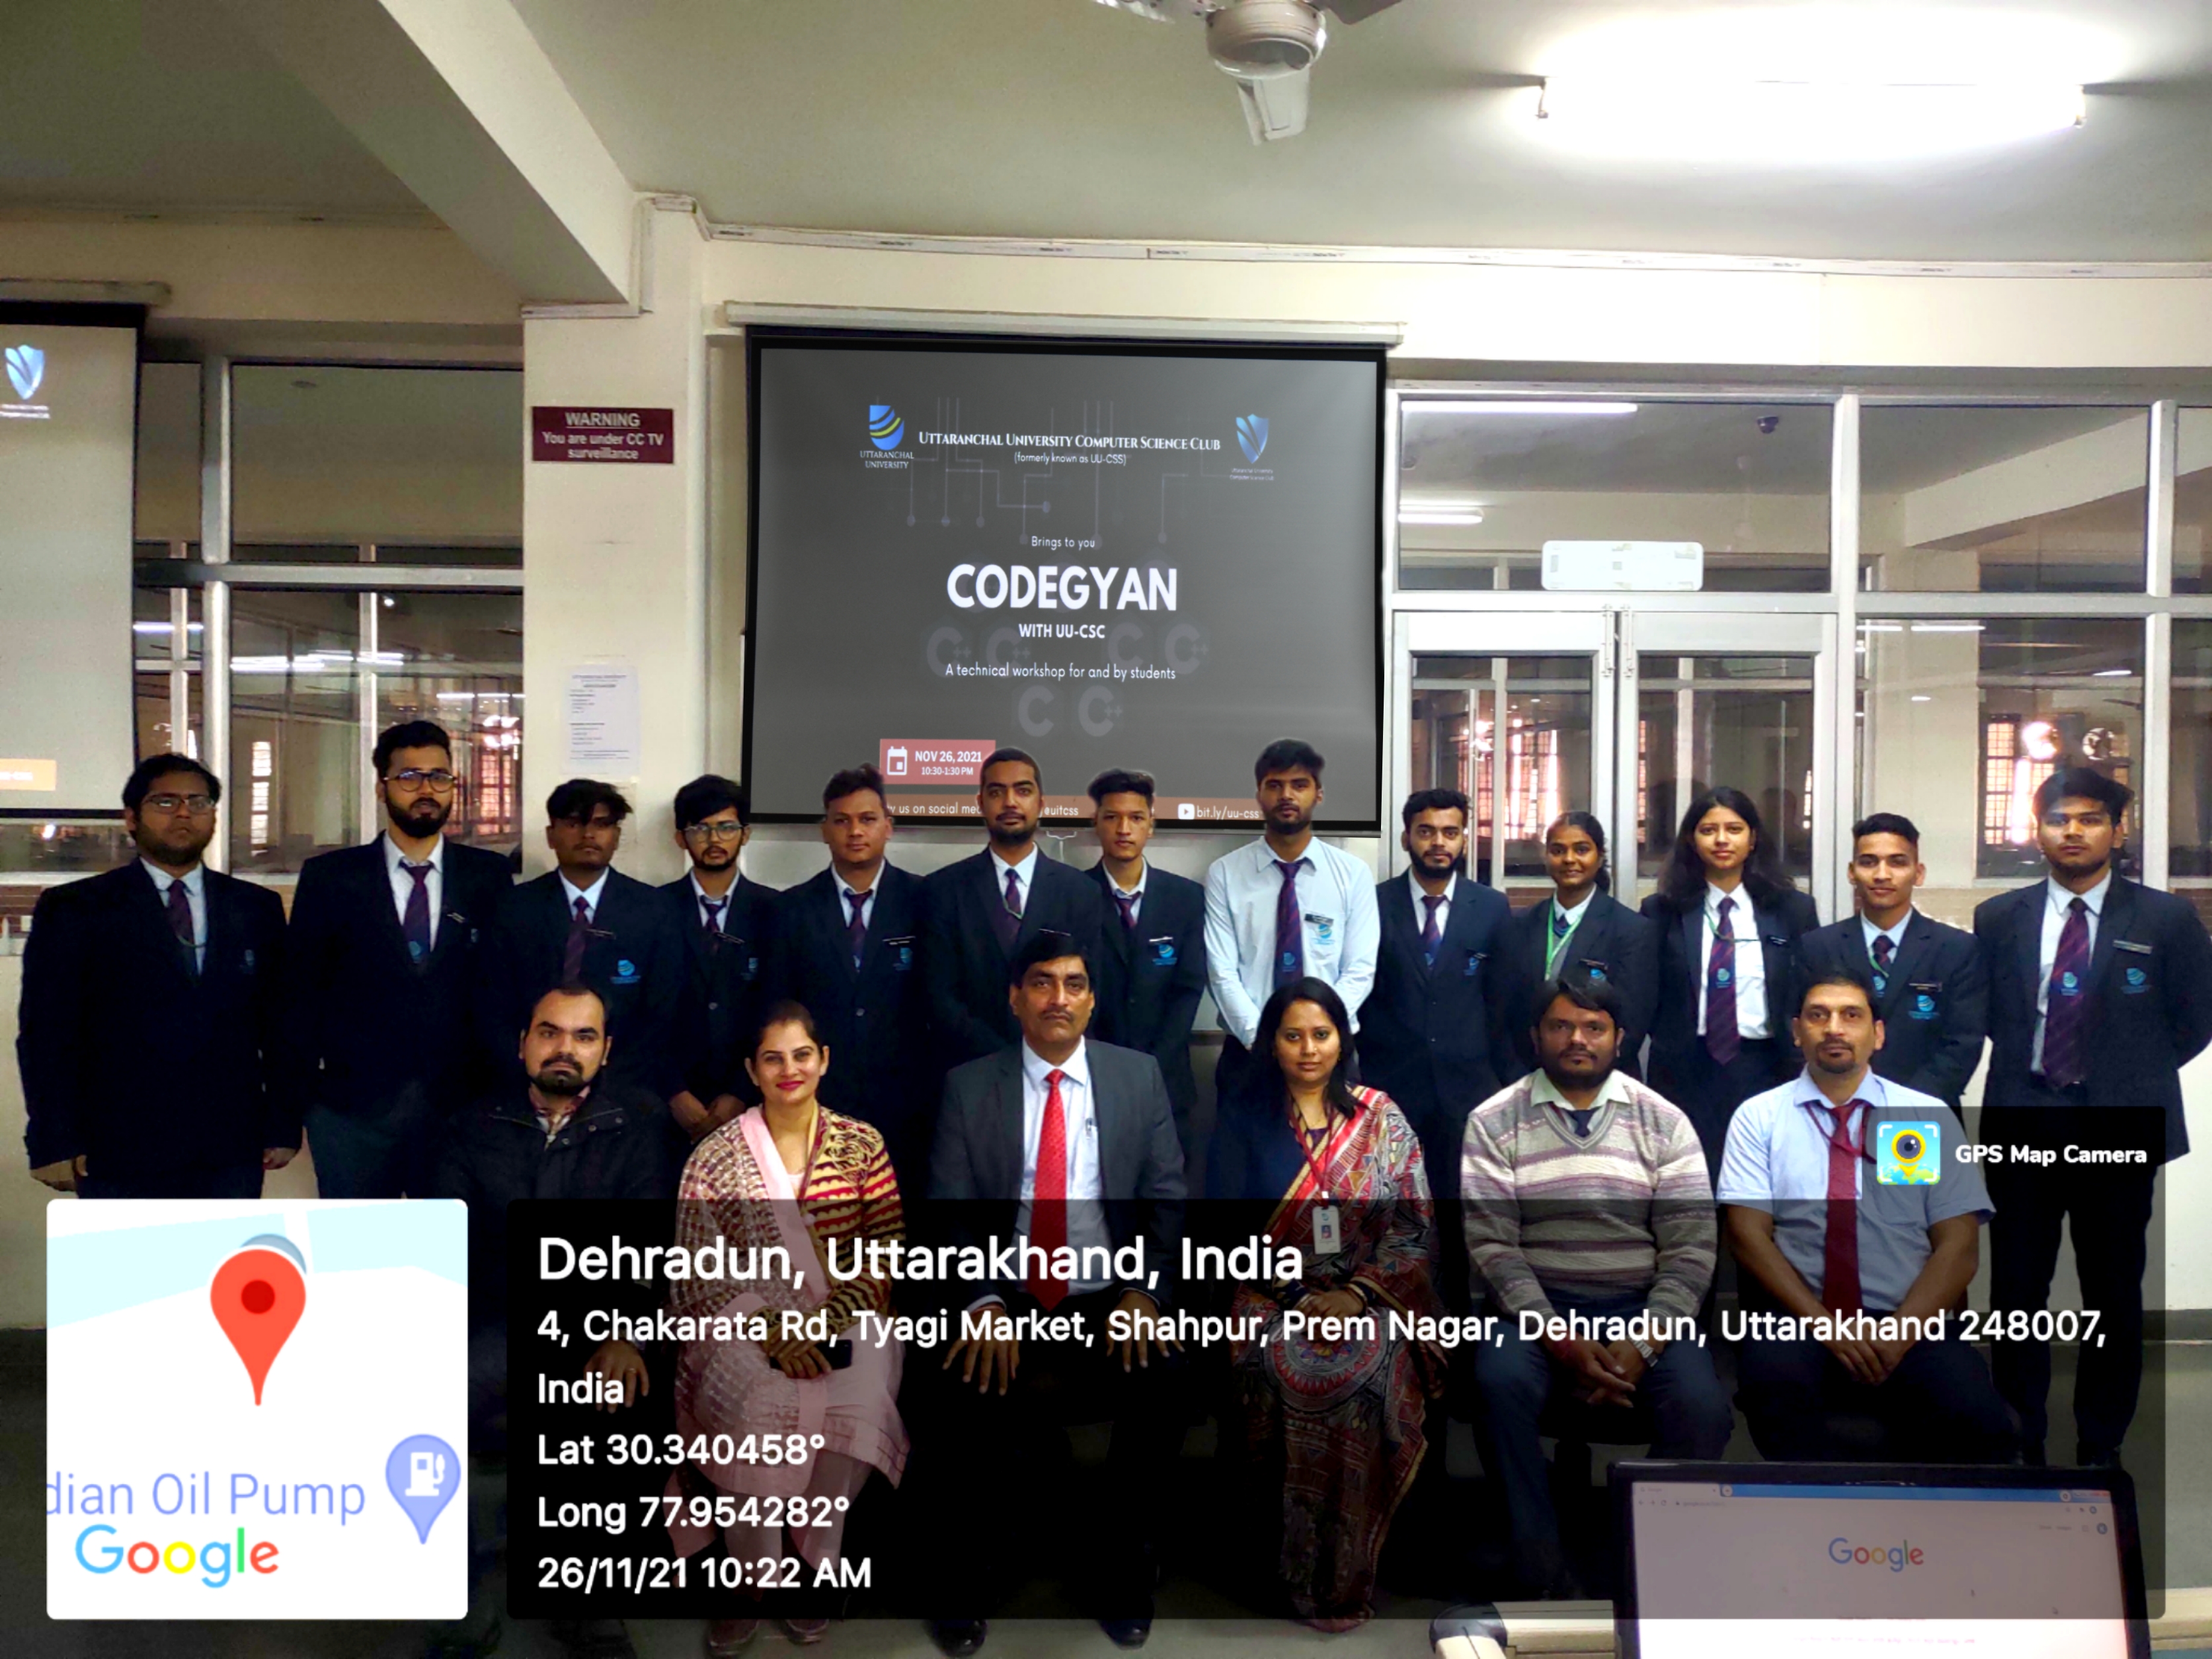 WARNING
You are under CC TV
surveillance
UTTARANCHAL
UNIVERSITY
UTTARANCHAL UNIVERSITY COMPUTER SCIENCE CLUB
(formerly known as UU-CSS)
Brings to you
CODEGYAN
WITH UU-CSC
A technical workshop for and by students
C++ C++ C C++
C C++
NOV 26, 2021
10:30-1:30 PM
us on social
euitcss
bit.ly/uu-css
GPS Map Camera
Dehradun, Uttarakhand, India
4, Chakarata Rd, Tyagi Market, Shahpur, Prem Nagar, Dehradun, Uttarakhand 248007,
India
Lat 30.340458°
Long 77.954282°
26/11/21 10:22 AM
dian Oil Pump
Google
Google